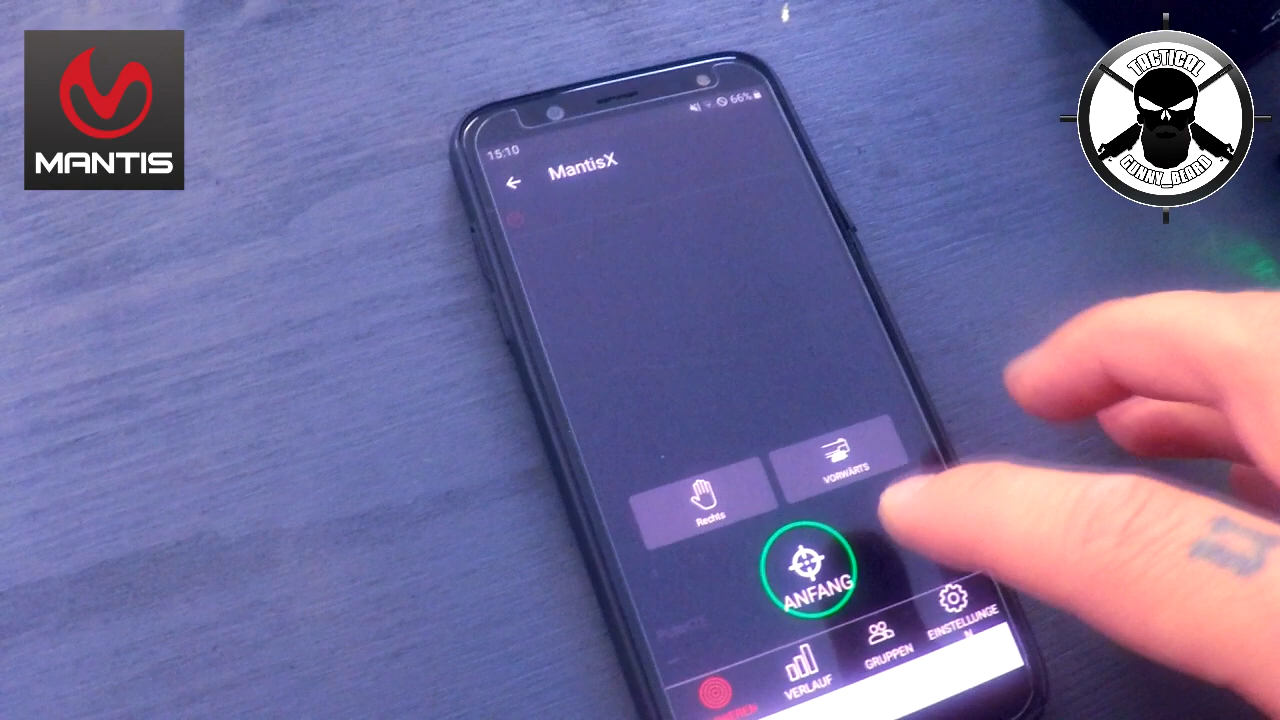 MANTIS
TACTICAL
GUNNY_BEARD
15:10
66%
MantisX
Rechts
VORWÄRTS
ANFANG
VERLAUF
GRUPPEN
EINSTELLUNGE
N